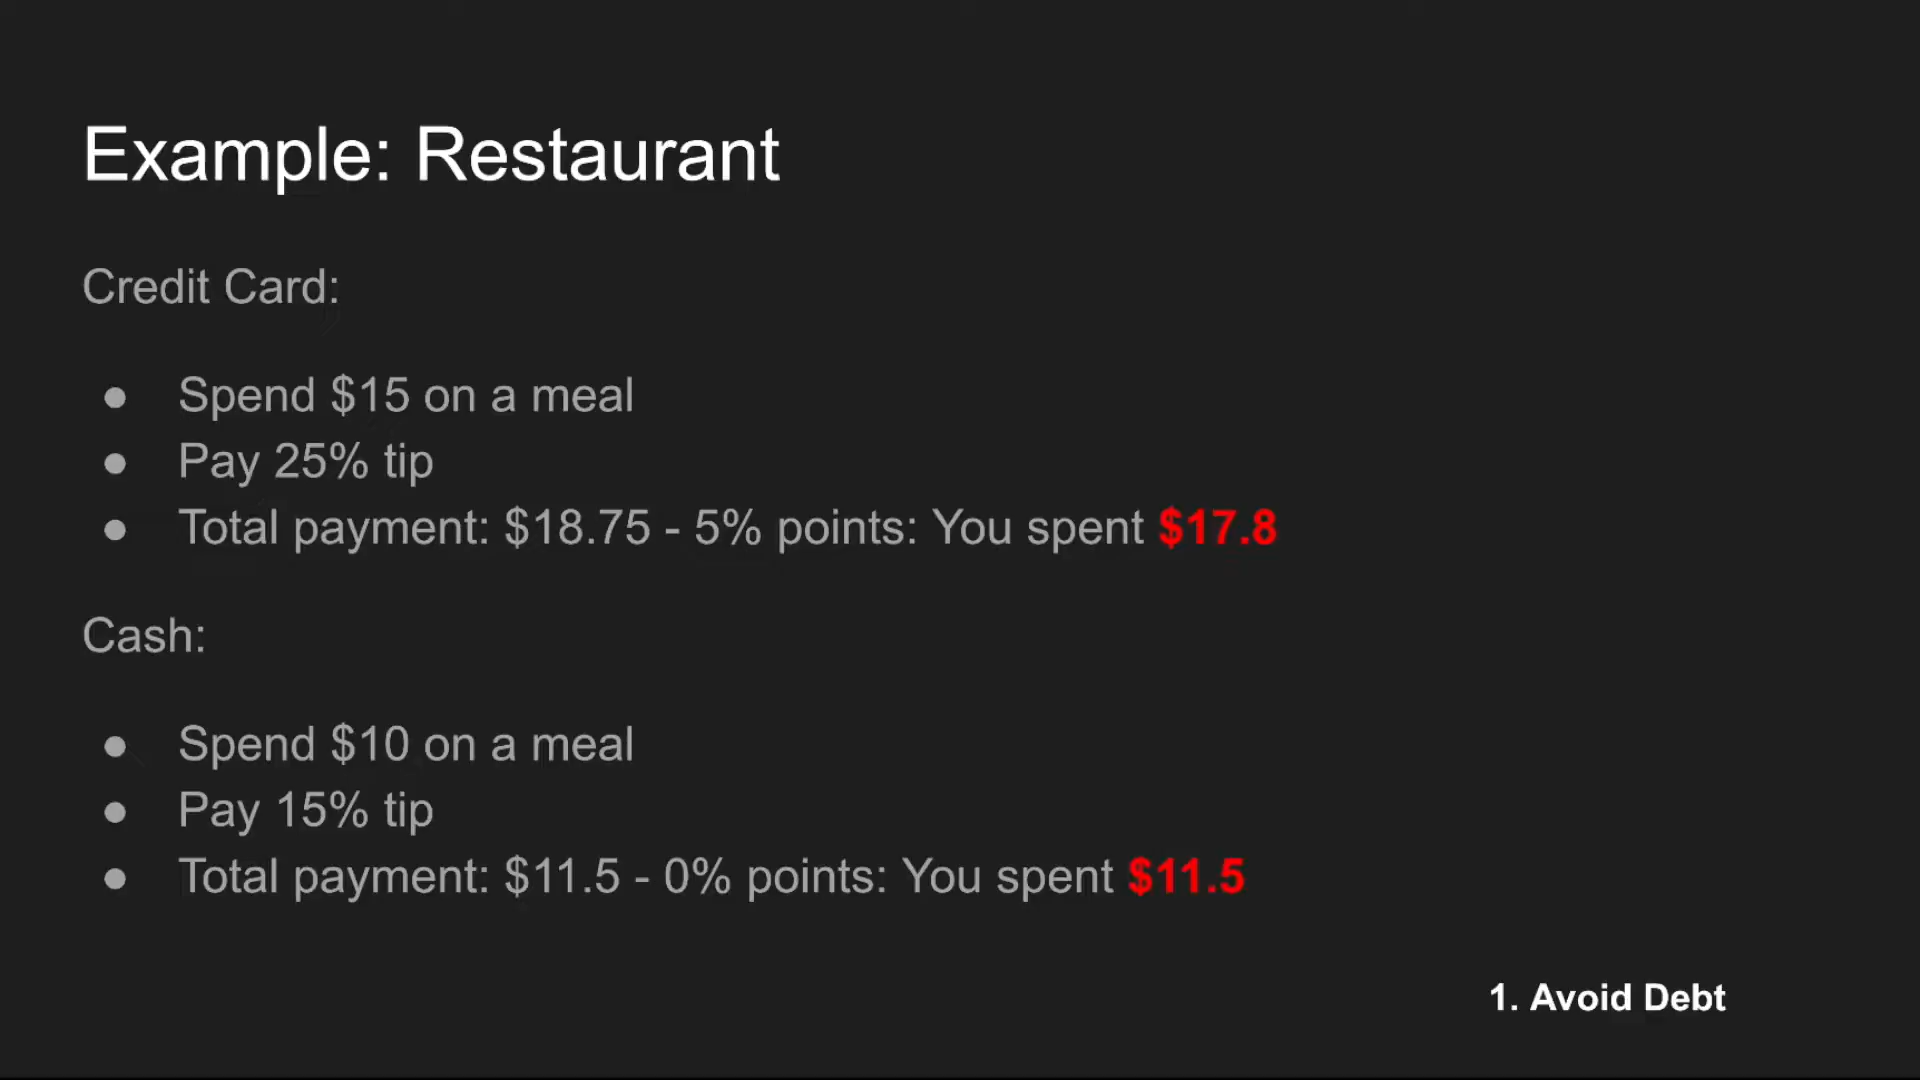 Example: Restaurant
Credit Card:
● Spend $15 on a meal
● Pay 25% tip
● Total payment: $18.75 - 5% points: You spent $17.8
Cash:
● Spend $10 on a meal
● Pay 15% tip
● Total payment: $11.5 - 0% points: You spent $11.5
1. Avoid Debt